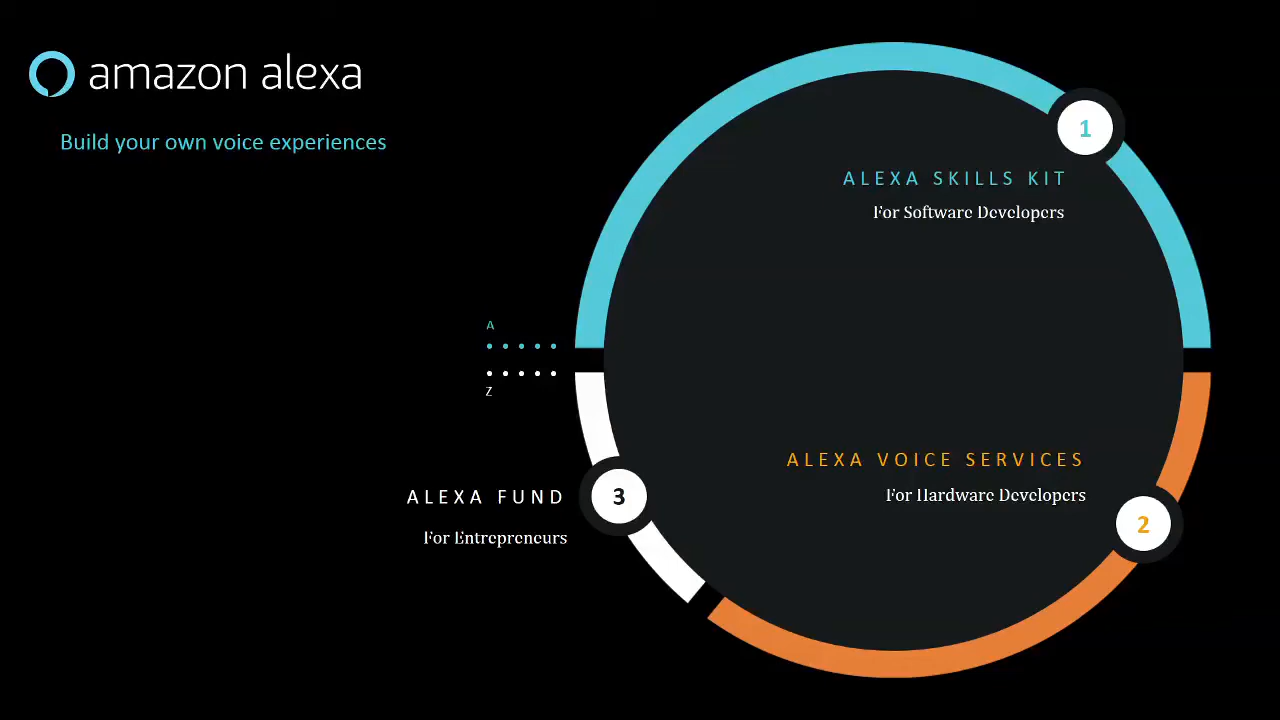 amazon alexa
Build your own voice experiences
1
ALEXA SKILLS KIT
For Software Developers
A
Z
ALEXA VOICE SERVICES
For Hardware Developers
2
3
ALEXA FUND
For Entrepreneurs